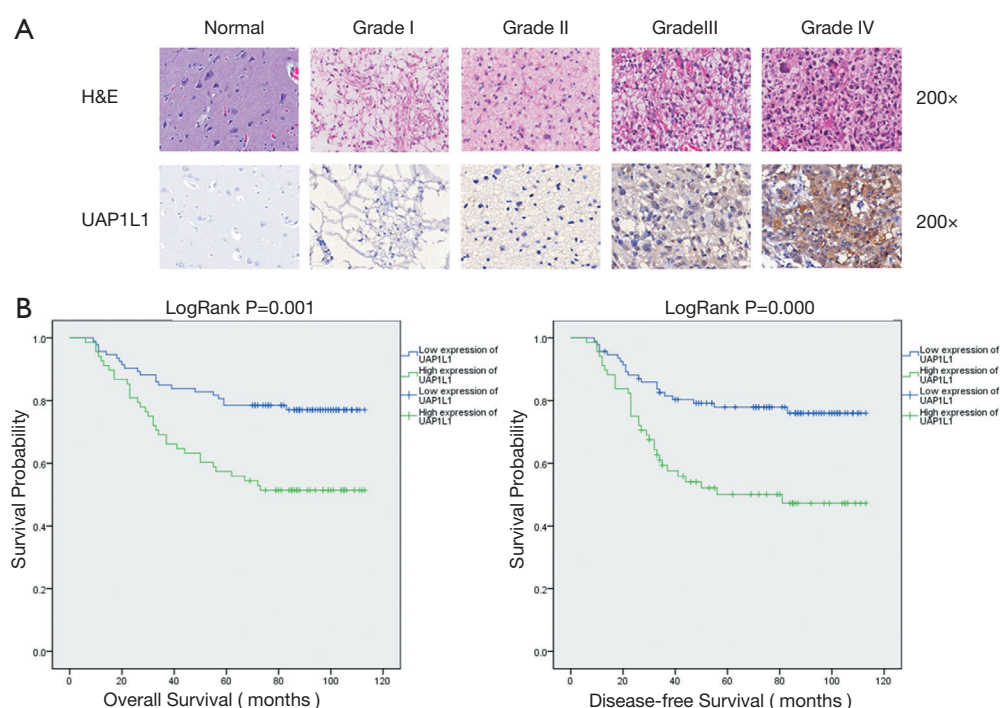 A
Normal Grade I Grade II GradeIII Grade IV
H&E 200×
UAP1L1 200×
B
LogRank P=0.001
Survival Probability
1.0
0.8
0.6
0.4
0.2
0.0
0 20 40 60 80 100 120
Overall Survival ( months )
Low expression of
UAP1L1
High expression of
UAP1L1
Low expression of
UAP1L1
High expression of
UAP1L1
LogRank P=0.000
Survival Probability
1.0
0.8
0.6
0.4
0.2
0.0
0 20 40 60 80 100 120
Disease-free Survival ( months )
Low expression of
UAP1L1
High expression of
UAP1L1
Low expression of
UAP1L1
High expression of
UAP1L1